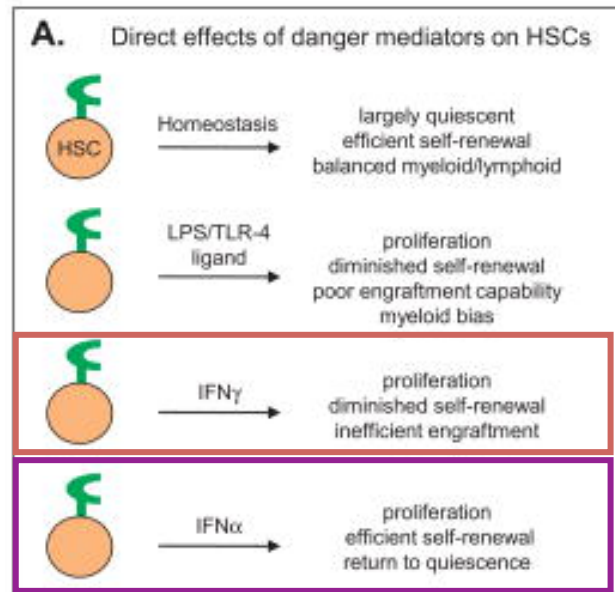 A. Direct effects of danger mediators on HSCs
HSC
Homeostasis
largely quiescent
efficient self-renewal
balanced myeloid/lymphoid
LPS/TLR-4
ligand
proliferation
diminished self-renewal
poor engraftment capability
myeloid bias
IFNγ
proliferation
diminished self-renewal
inefficient engraftment
IFNα
proliferation
efficient self-renewal
return to quiescence